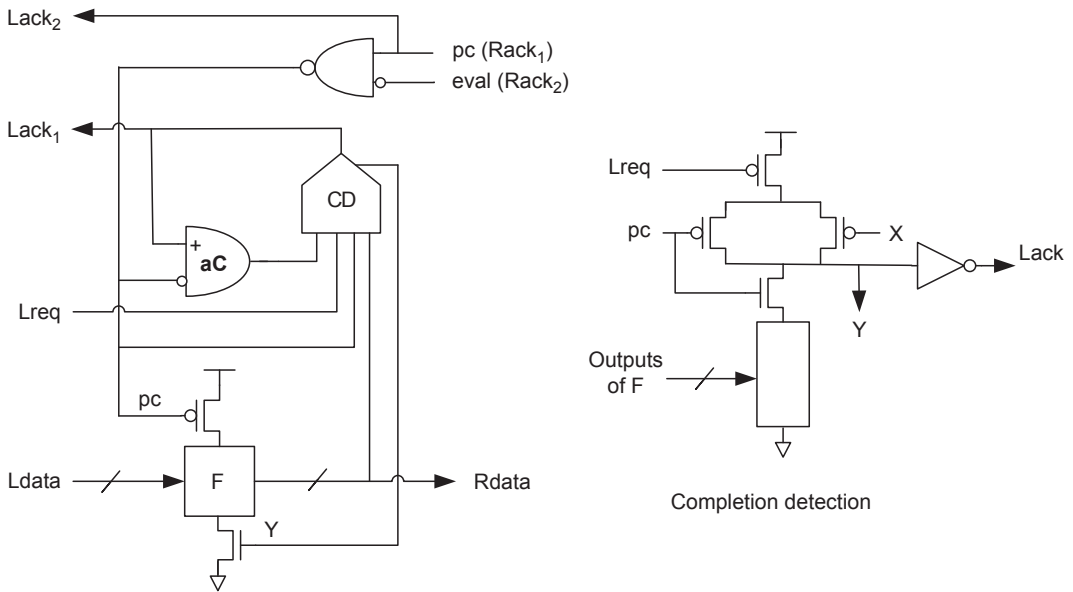 Lack2
pc (Rack1)
eval (Rack2)
Lack1
CD
+
aC
Lreq
pc
Ldata
F
Rdata
Y
Lreq
pc
X
Lack
Y
Outputs
of F
Completion detection